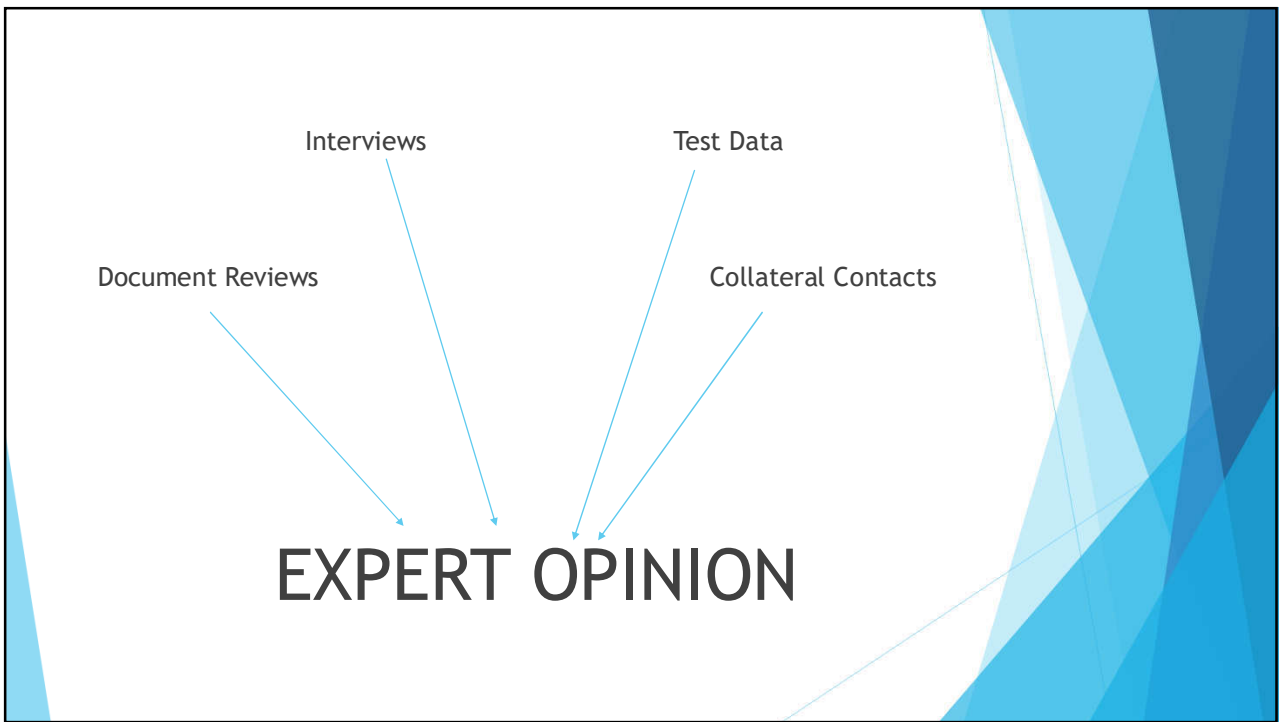 Interviews
Test Data
Document Reviews
Collateral Contacts
EXPERT OPINION